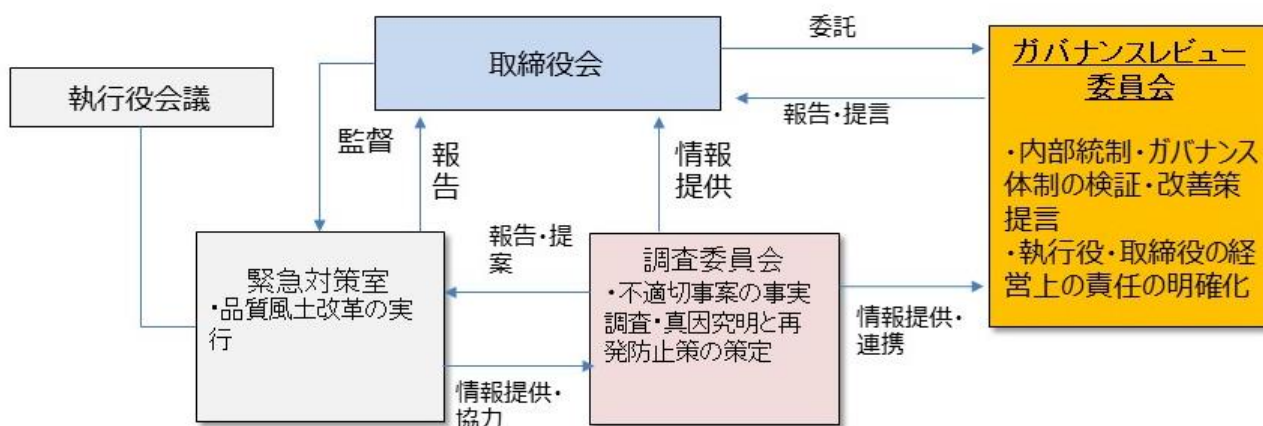 委託
取締役会
ガバナンスレビュー
委員会
執行役会議
報告・提言
監督
報
告
情
報
提
供
・内部統制・ガバナンス
体制の検証・改善策
提言
・執行役・取締役の経
営上の責任の明確化
報告・提
案
緊急対策室
・品質風土改革の実
行
調査委員会
・不適切事案の事実
調査・真因究明と再
発防止策の策定
情報提供・
連携
情報提供・
協力